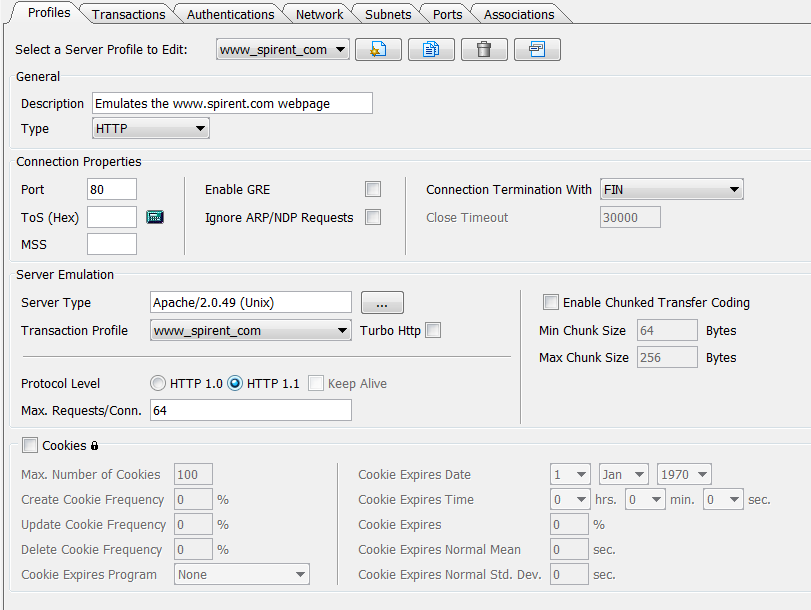 Profiles Transactions Authentications Network Subnets Ports Associations
Select a Server Profile to Edit: www_spirent_com
General
Description Emulates the www.spirent.com webpage
Type HTTP
Connection Properties
Port 80 Enable GRE Connection Termination With FIN
ToS (Hex) Ignore ARP/NDP Requests Close Timeout 30000
MSS
Server Emulation
Server Type Apache/2.0.49 (Unix) ... Enable Chunked Transfer Coding
Transaction Profile www_spirent_com Turbo Http Min Chunk Size 64 Bytes
Max Chunk Size 256 Bytes
Protocol Level HTTP 1.0 HTTP 1.1 Keep Alive
Max. Requests/Conn. 64
Cookies
Max. Number of Cookies 100 Cookie Expires Date 1 Jan 1970
Create Cookie Frequency 0 % Cookie Expires Time 0 hrs. 0 min. 0 sec.
Update Cookie Frequency 0 % Cookie Expires 0 %
Delete Cookie Frequency 0 % Cookie Expires Normal Mean 0 sec.
Cookie Expires Program None Cookie Expires Normal Std. Dev. 0 sec.